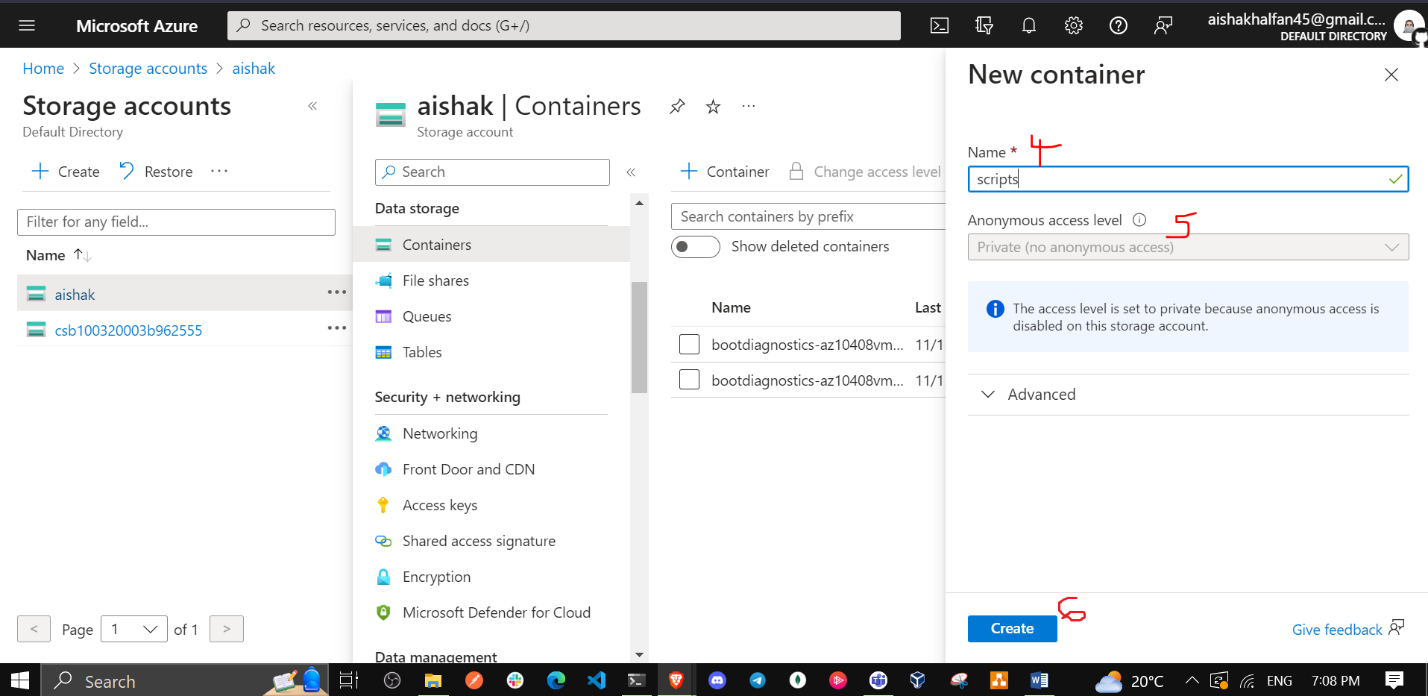 Microsoft Azure
Search resources, services, and docs (G+/)
aishakhalfan45@gmail.c...
DEFAULT DIRECTORY
Home > Storage accounts > aishak
Storage accounts
Default Directory
«
Create
Restore
...
Filter for any field...
Name ↑↓
aishak ...
csb100320003b962555 ...
< Page 1 of 1 >
aishak | Containers
...
Storage account
Search
«
Data storage
Containers
File shares
Queues
Tables
Security + networking
Networking
Front Door and CDN
Access keys
Shared access signature
Encryption
Microsoft Defender for Cloud
Data management
+ Container
Change access level
Search containers by prefix
Show deleted containers
Name Last
bootdiagnostics-az10408vm... 11/1
bootdiagnostics-az10408vm... 11/1
New container
Name * 4
scripts
Anonymous access level 5
Private (no anonymous access)
The access level is set to private because anonymous access is
disabled on this storage account.
Advanced
6
Create
Give feedback
Search
20°C
ENG
7:08 PM